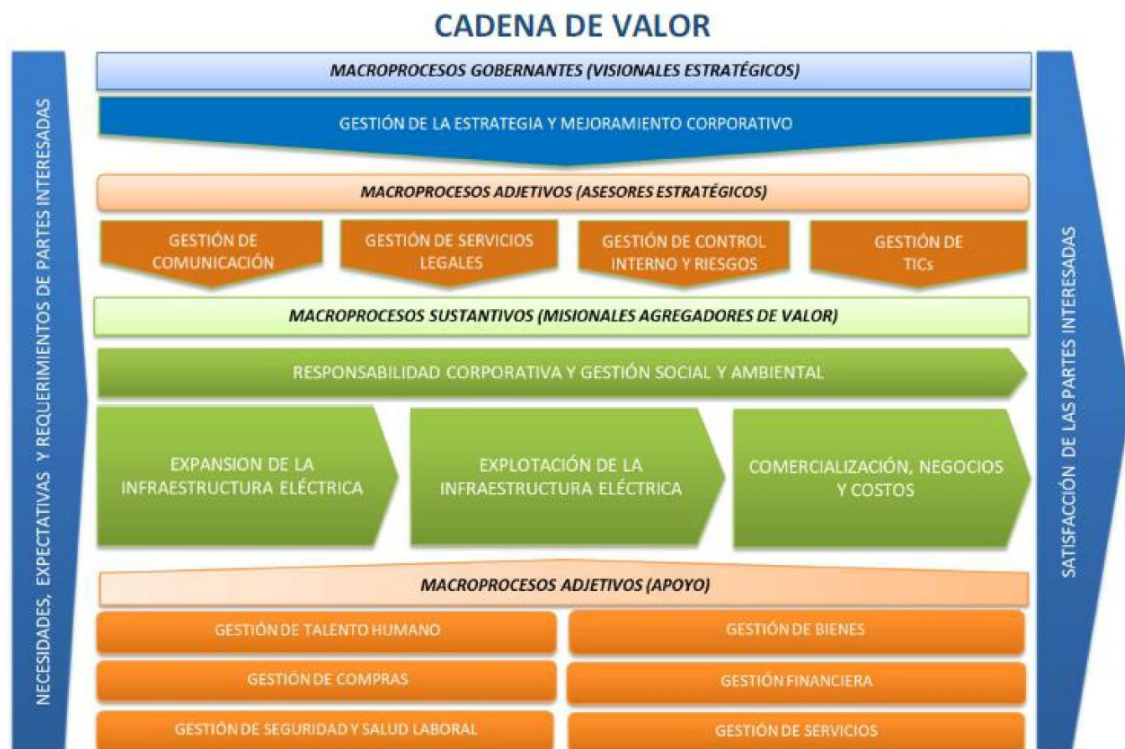 CADENA DE VALOR
NECESIDADES, EXPECTATIVAS Y REQUERIMIENTOS DE PARTES INTERESADAS
MACROPROCESOS GOBERNANTES (VISIONALES ESTRATÉGICOS)
GESTIÓN DE LA ESTRATEGIA Y MEJORAMIENTO CORPORATIVO
MACROPROCESOS ADJETIVOS (ASESORES ESTRATÉGICOS)
GESTIÓN DE
COMUNICACIÓN
GESTIÓN DE SERVICIOS
LEGALES
GESTIÓN DE CONTROL
INTERNO Y RIESGOS
GESTIÓN DE
TICs
MACROPROCESOS SUSTANTIVOS (MISIONALES AGREGADORES DE VALOR)
RESPONSABILIDAD CORPORATIVA Y GESTIÓN SOCIAL Y AMBIENTAL
EXPANSION DE LA
INFRAESTRUCTURA ELÉCTRICA
EXPLOTACIÓN DE LA
INFRAESTRUCTURA ELÉCTRICA
COMERCIALIZACIÓN, NEGOCIOS
Y COSTOS
MACROPROCESOS ADJETIVOS (APOYO)
GESTIÓN DE TALENTO HUMANO
GESTIÓN DE BIENES
GESTIÓN DE COMPRAS
GESTIÓN FINANCIERA
GESTIÓN DE SEGURIDAD Y SALUD LABORAL
GESTIÓN DE SERVICIOS
SATISFACCIÓN DE LAS PARTES INTERESADAS